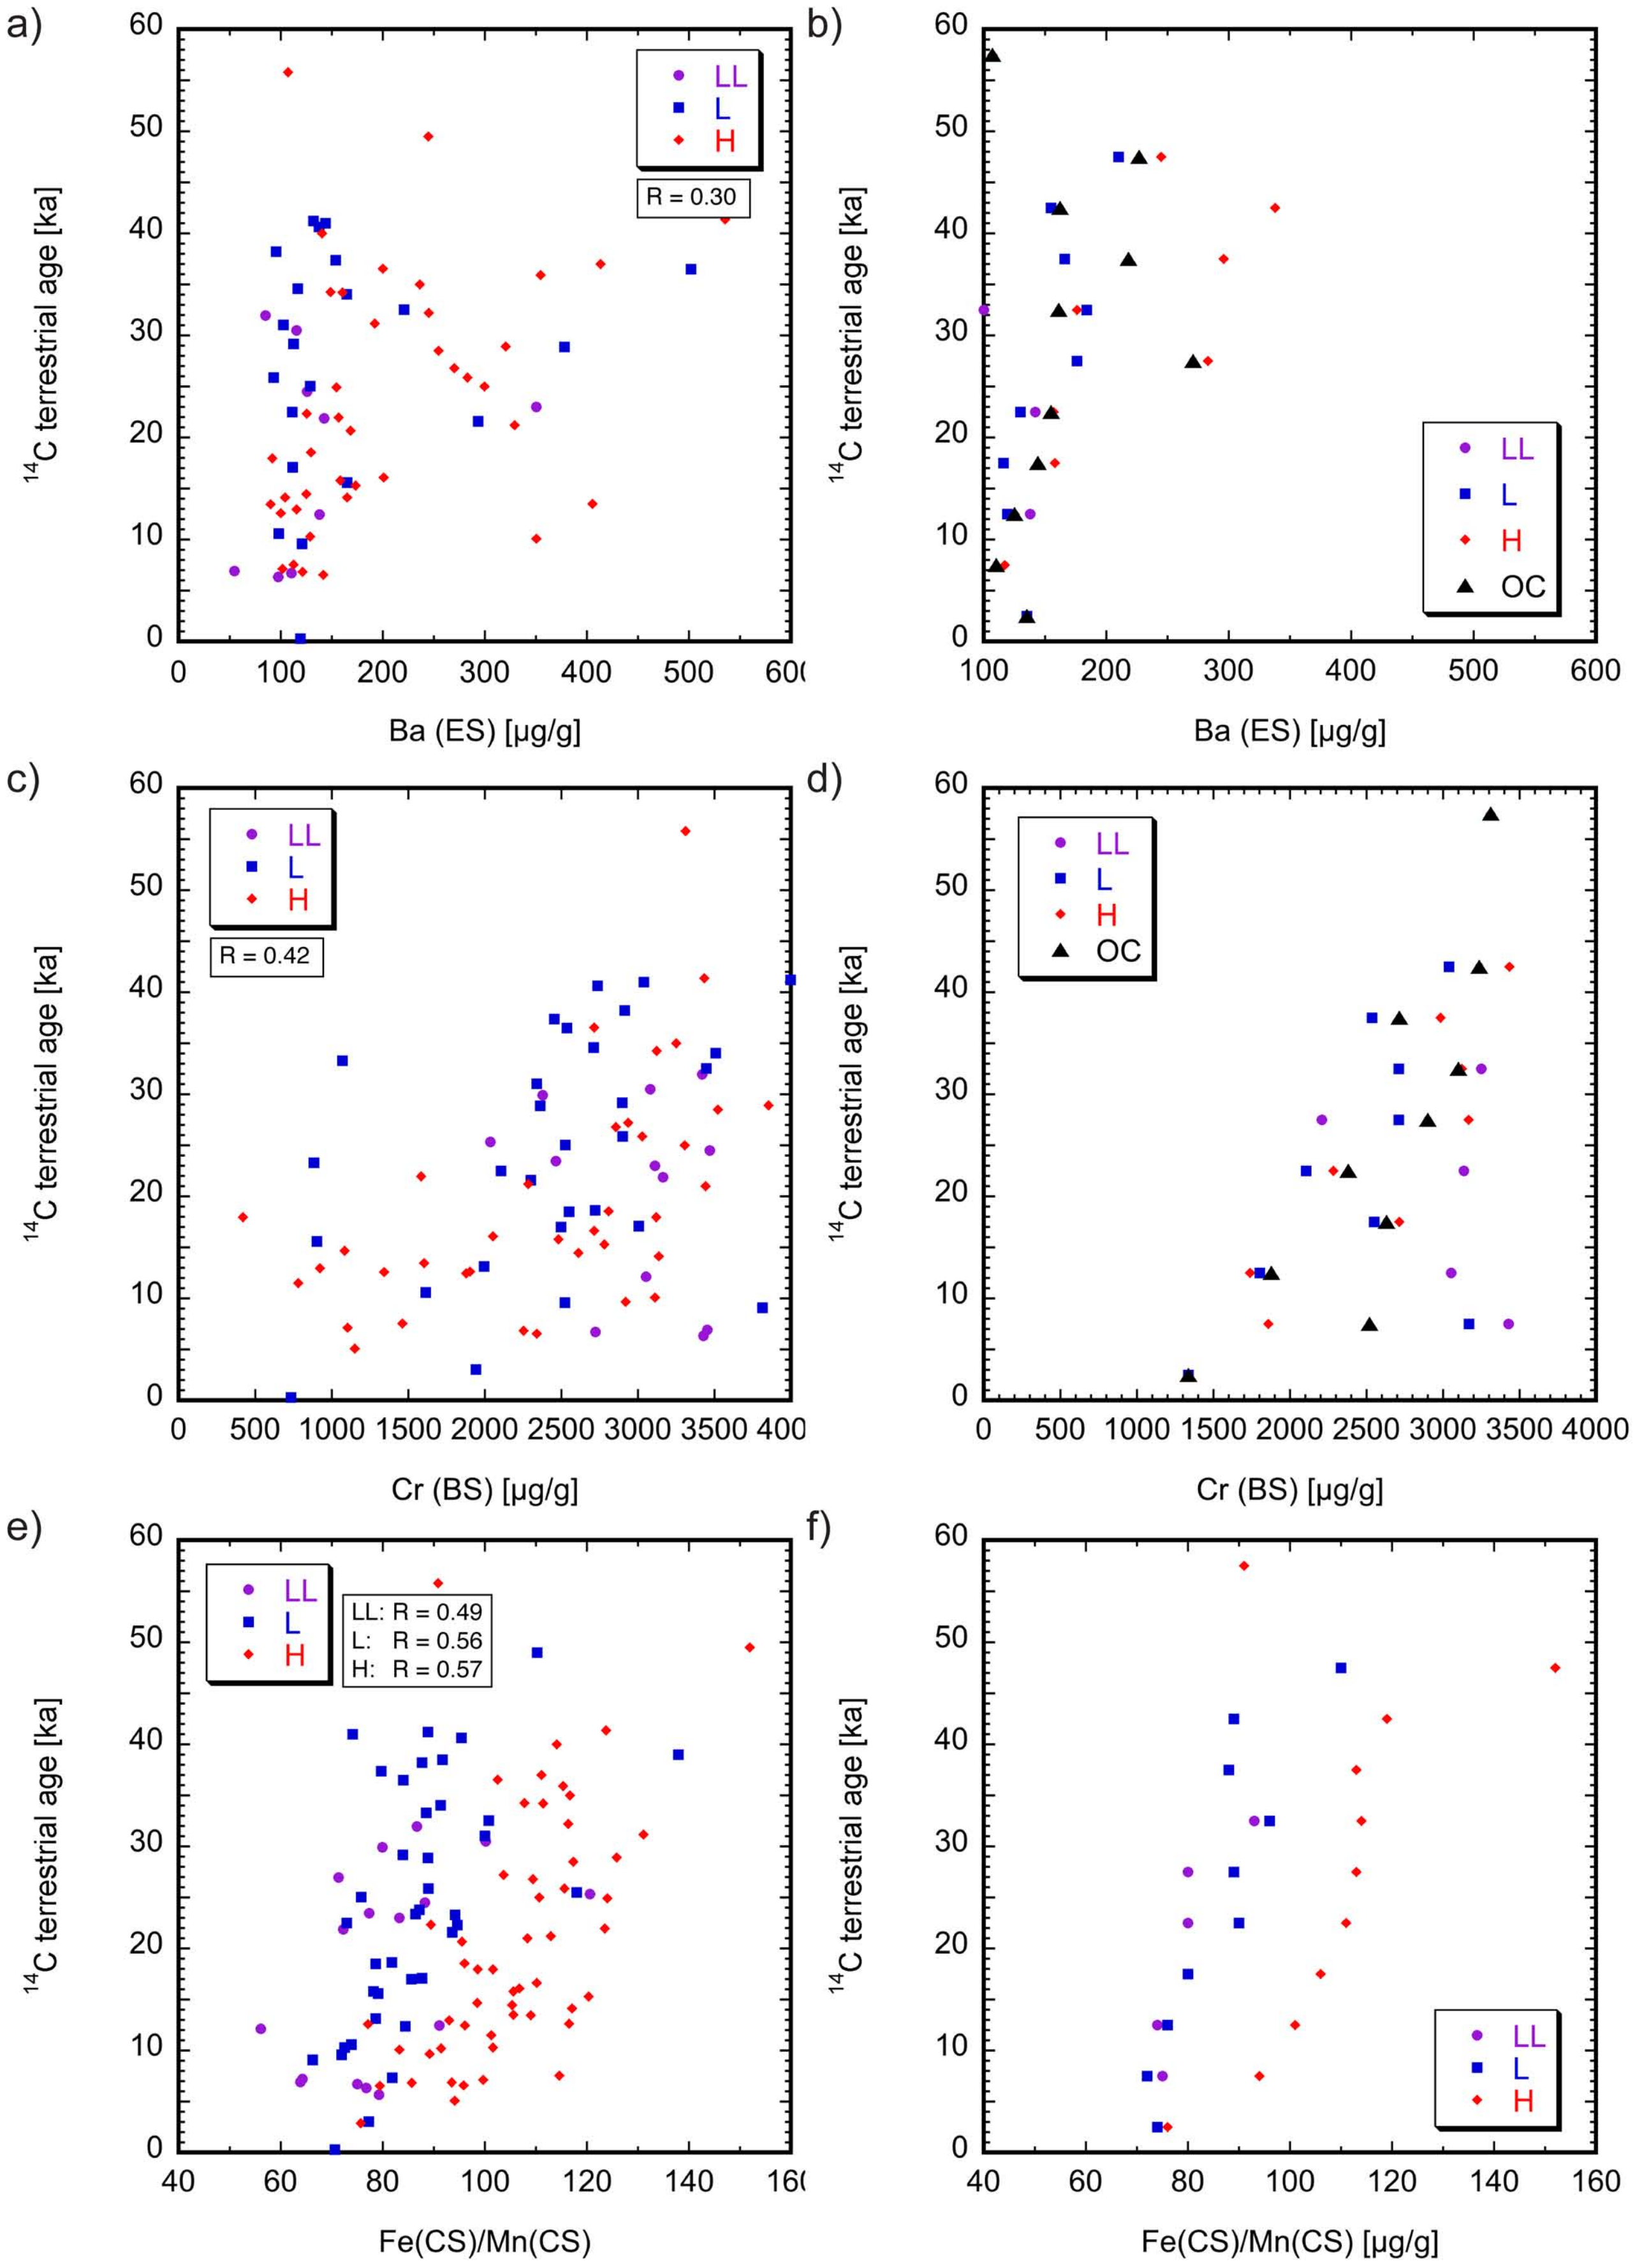 a)
60
50
40
30
20
10
0
¹⁴C terrestrial age [ka]
LL
L
H
R = 0.30
0 100 200 300 400 500 600
Ba (ES) [µg/g]
b)
60
50
40
30
20
10
0
¹⁴C terrestrial age [ka]
LL
L
H
OC
100 200 300 400 500 600
Ba (ES) [µg/g]
c)
60
50
40
30
20
10
0
¹⁴C terrestrial age [ka]
LL
L
H
R = 0.42
0 500 1000 1500 2000 2500 3000 3500 400
Cr (BS) [µg/g]
d)
60
50
40
30
20
10
0
¹⁴C terrestrial age [ka]
LL
L
H
OC
0 500 1000 1500 2000 2500 3000 3500 4000
Cr (BS) [µg/g]
e)
60
50
40
30
20
10
0
¹⁴C terrestrial age [ka]
LL
L
H
LL: R = 0.49
L: R = 0.56
H: R = 0.57
40 60 80 100 120 140 160
Fe(CS)/Mn(CS)
f)
60
50
40
30
20
10
0
¹⁴C terrestrial age [ka]
LL
L
H
40 60 80 100 120 140 160
Fe(CS)/Mn(CS) [µg/g]